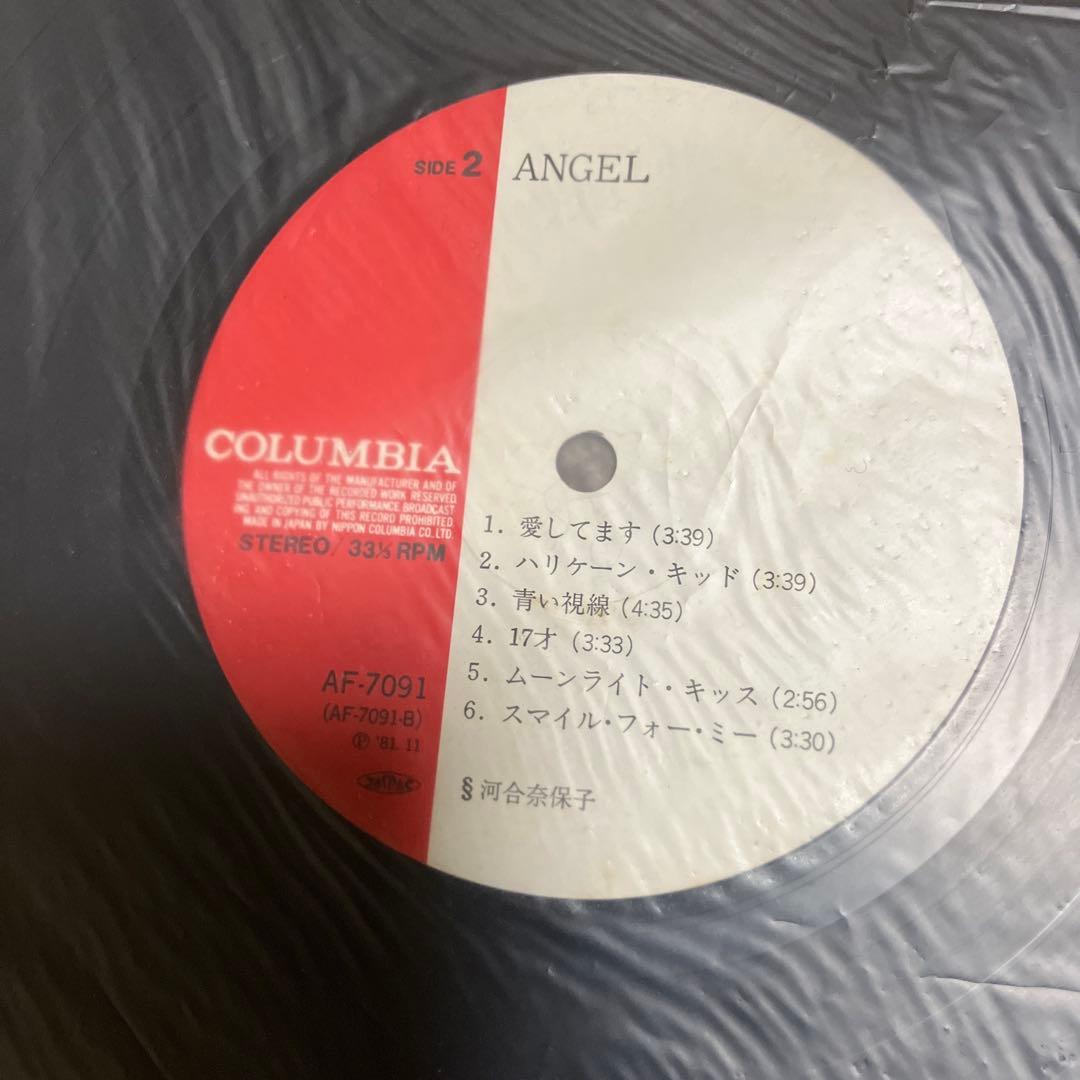 SIDE 2
ANGEL
COLUMBIA
ALL RIGHTS OF THE MANUFACTURER AND OF
THE OWNER OF THE RECORDED WORK RESERVED
UNAUTHORIZED PUBLIC PERFORMANCE BROADCAST
ING AND COPYING OF THIS RECORD PROHIBITED
MADE IN JAPAN BY NIPPON COLUMBIA CO., LTD.
STEREO/33⅓ RPM
AF-7091
(AF-7091-B)
Ⓟ '81. 11
1. 愛してます (3:39)
2. ハリケーン・キッド (3:39)
3. 青い視線 (4:35)
4. 17才 (3:33)
5. ムーンライト・キッス (2:56)
6. スマイル・フォー・ミー (3:30)
§ 河合奈保子